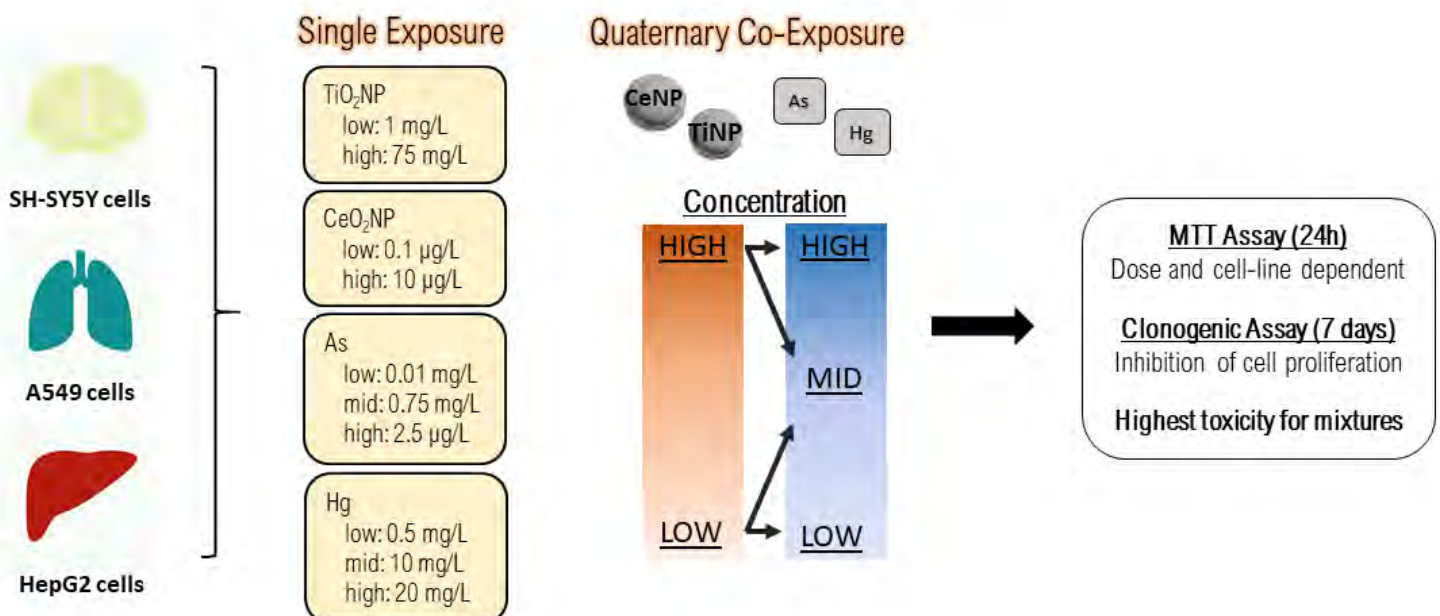 SH-SY5Y cells
A549 cells
HepG2 cells
Single Exposure
TiO₂NP
low: 1 mg/L
high: 75 mg/L
CeO₂NP
low: 0.1 µg/L
high: 10 µg/L
As
low: 0.01 mg/L
mid: 0.75 mg/L
high: 2.5 µg/L
Hg
low: 0.5 mg/L
mid: 10 mg/L
high: 20 mg/L
Quaternary Co-Exposure
CeNP
TiNP
As
Hg
Concentration
HIGH HIGH
MID
LOW LOW
MTT Assay (24h)
Dose and cell-line dependent
Clonogenic Assay (7 days)
Inhibition of cell proliferation
Highest toxicity for mixtures